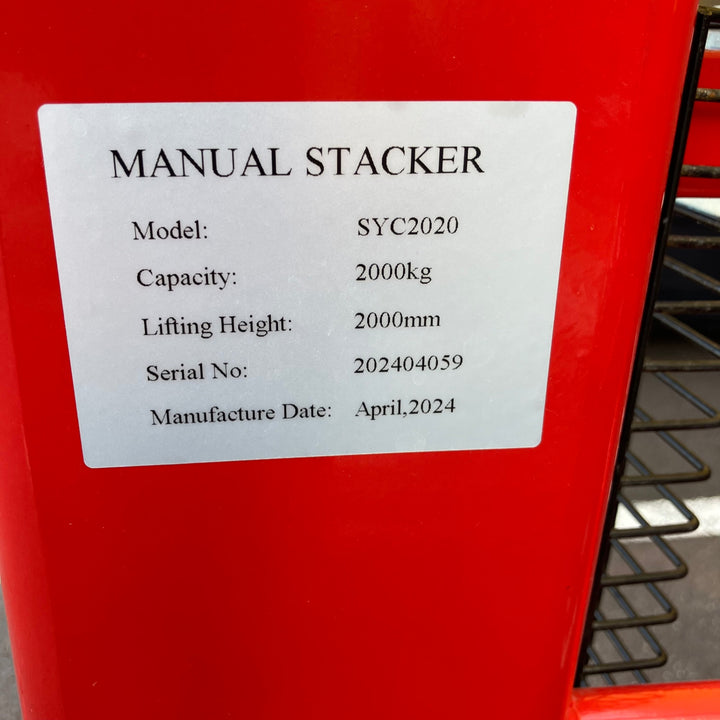 MANUAL STACKER
Model: SYC2020
Capacity: 2000kg
Lifting Height: 2000mm
Serial No: 202404059
Manufacture Date: April,2024